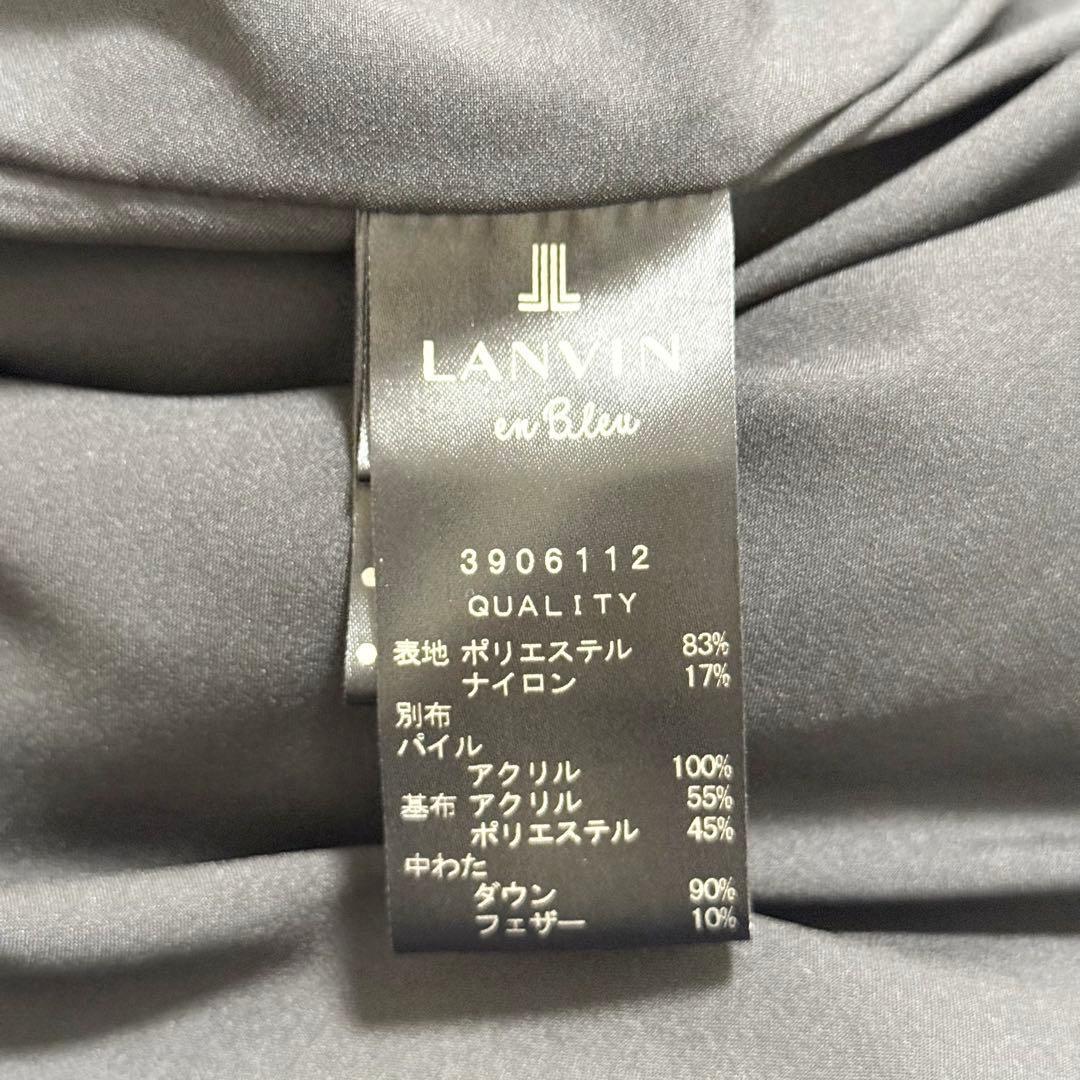 LANVIN
en Bleu
3906112
QUALITY
表地 ポリエステル 83%
ナイロン 17%
別布
パイル
アクリル 100%
基布 アクリル 55%
ポリエステル 45%
中わた
ダウン 90%
フェザー 10%